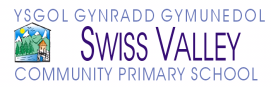 YSGOL GYNRADD GYMUNEDOL
SWISS VALLEY
COMMUNITY PRIMARY SCHOOL